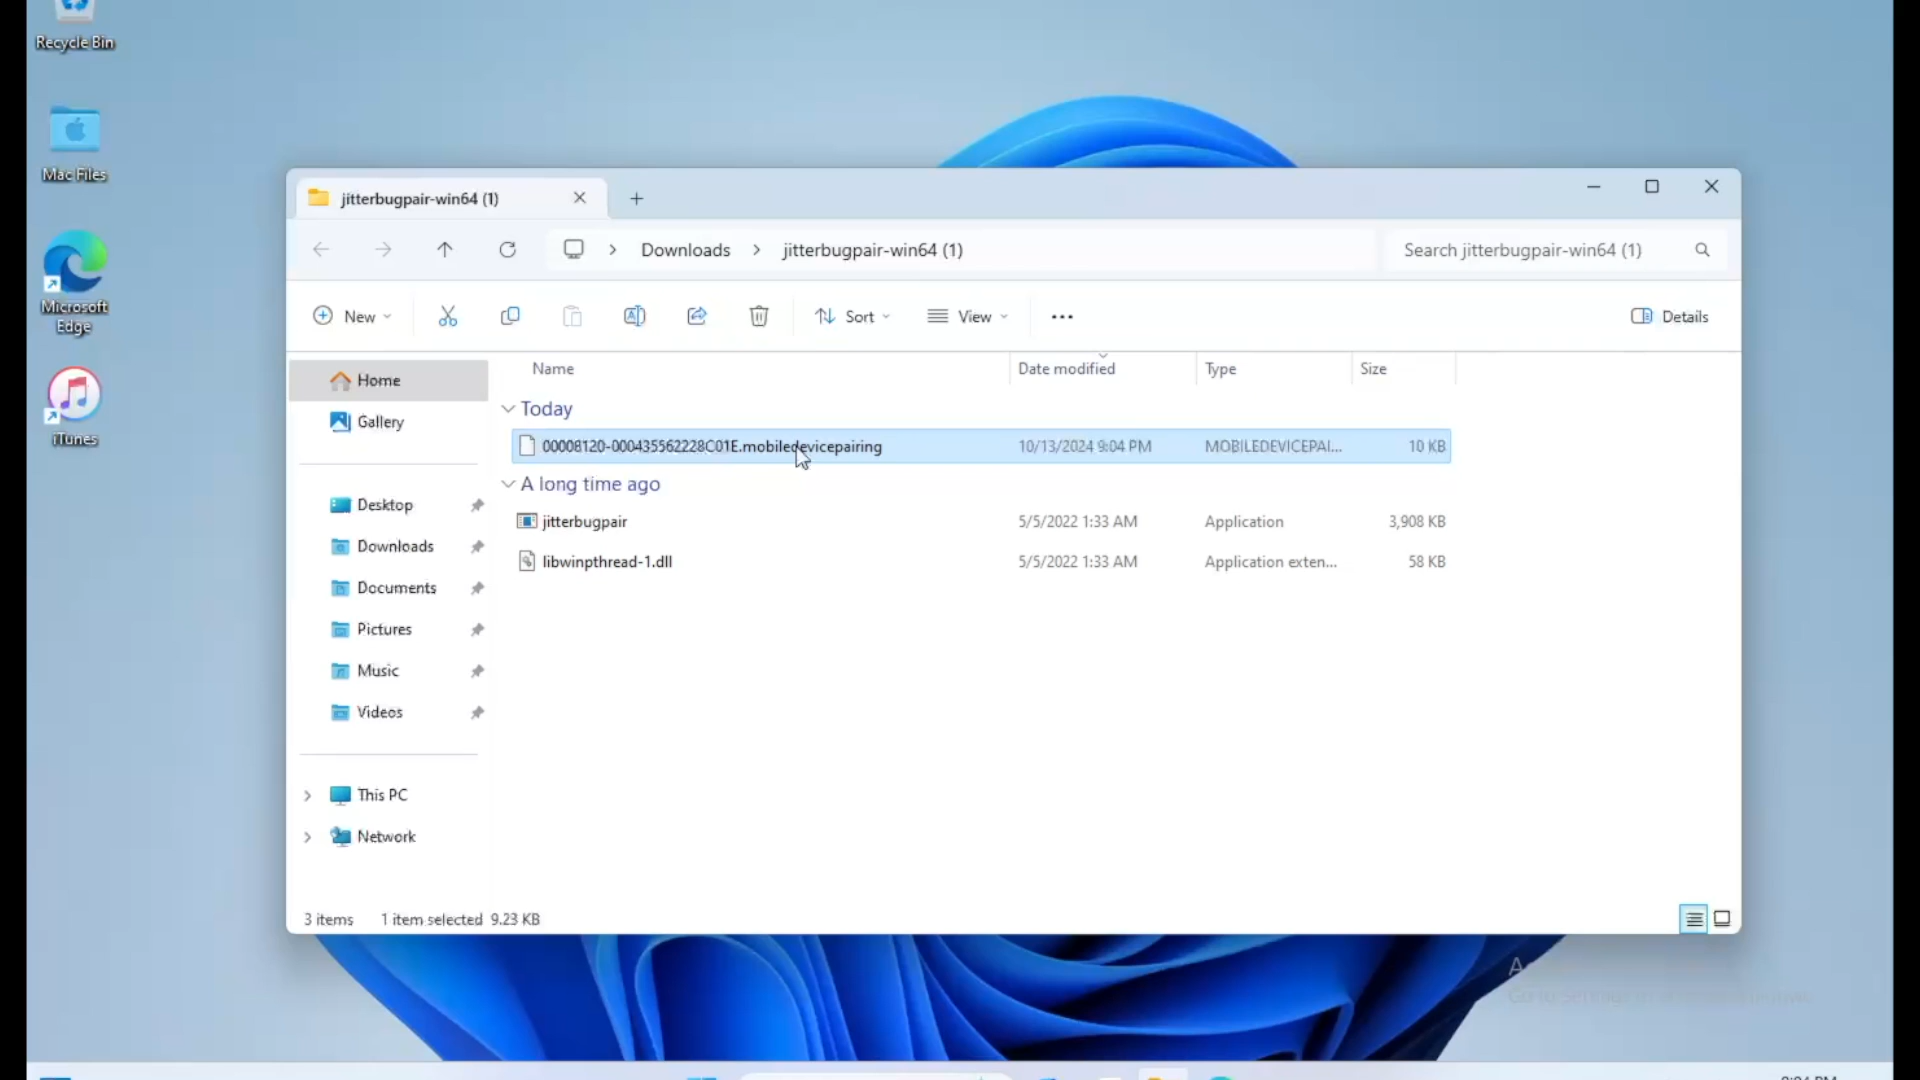 Recycle Bin
Mac Files
Microsoft
Edge
iTunes
jitterbugpair-win64 (1)
Downloads
jitterbugpair-win64 (1)
Search jitterbugpair-win64 (1)
New
Sort
View
Details
Name
Date modified
Type
Size
Home
Gallery
Desktop
Downloads
Documents
Pictures
Music
Videos
This PC
Network
Today
00008120-000435562228C01E.mobiledevicepairing
10/13/2024 9:04 PM
MOBILEDEVICEPAI...
10 KB
A long time ago
jitterbugpair
5/5/2022 1:33 AM
Application
3,908 KB
libwinpthread-1.dll
5/5/2022 1:33 AM
Application exten...
58 KB
3 items
1 item selected
9.23 KB